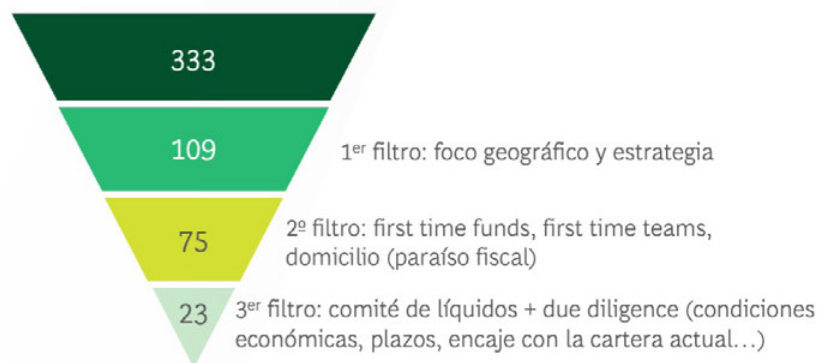 333
109
1er filtro: foco geográfico y estrategia
75
2º filtro: first time funds, first time teams,
domicilio (paraíso fiscal)
23
3er filtro: comité de líquidos + due diligence (condiciones
económicas, plazos, encaje con la cartera actual…)